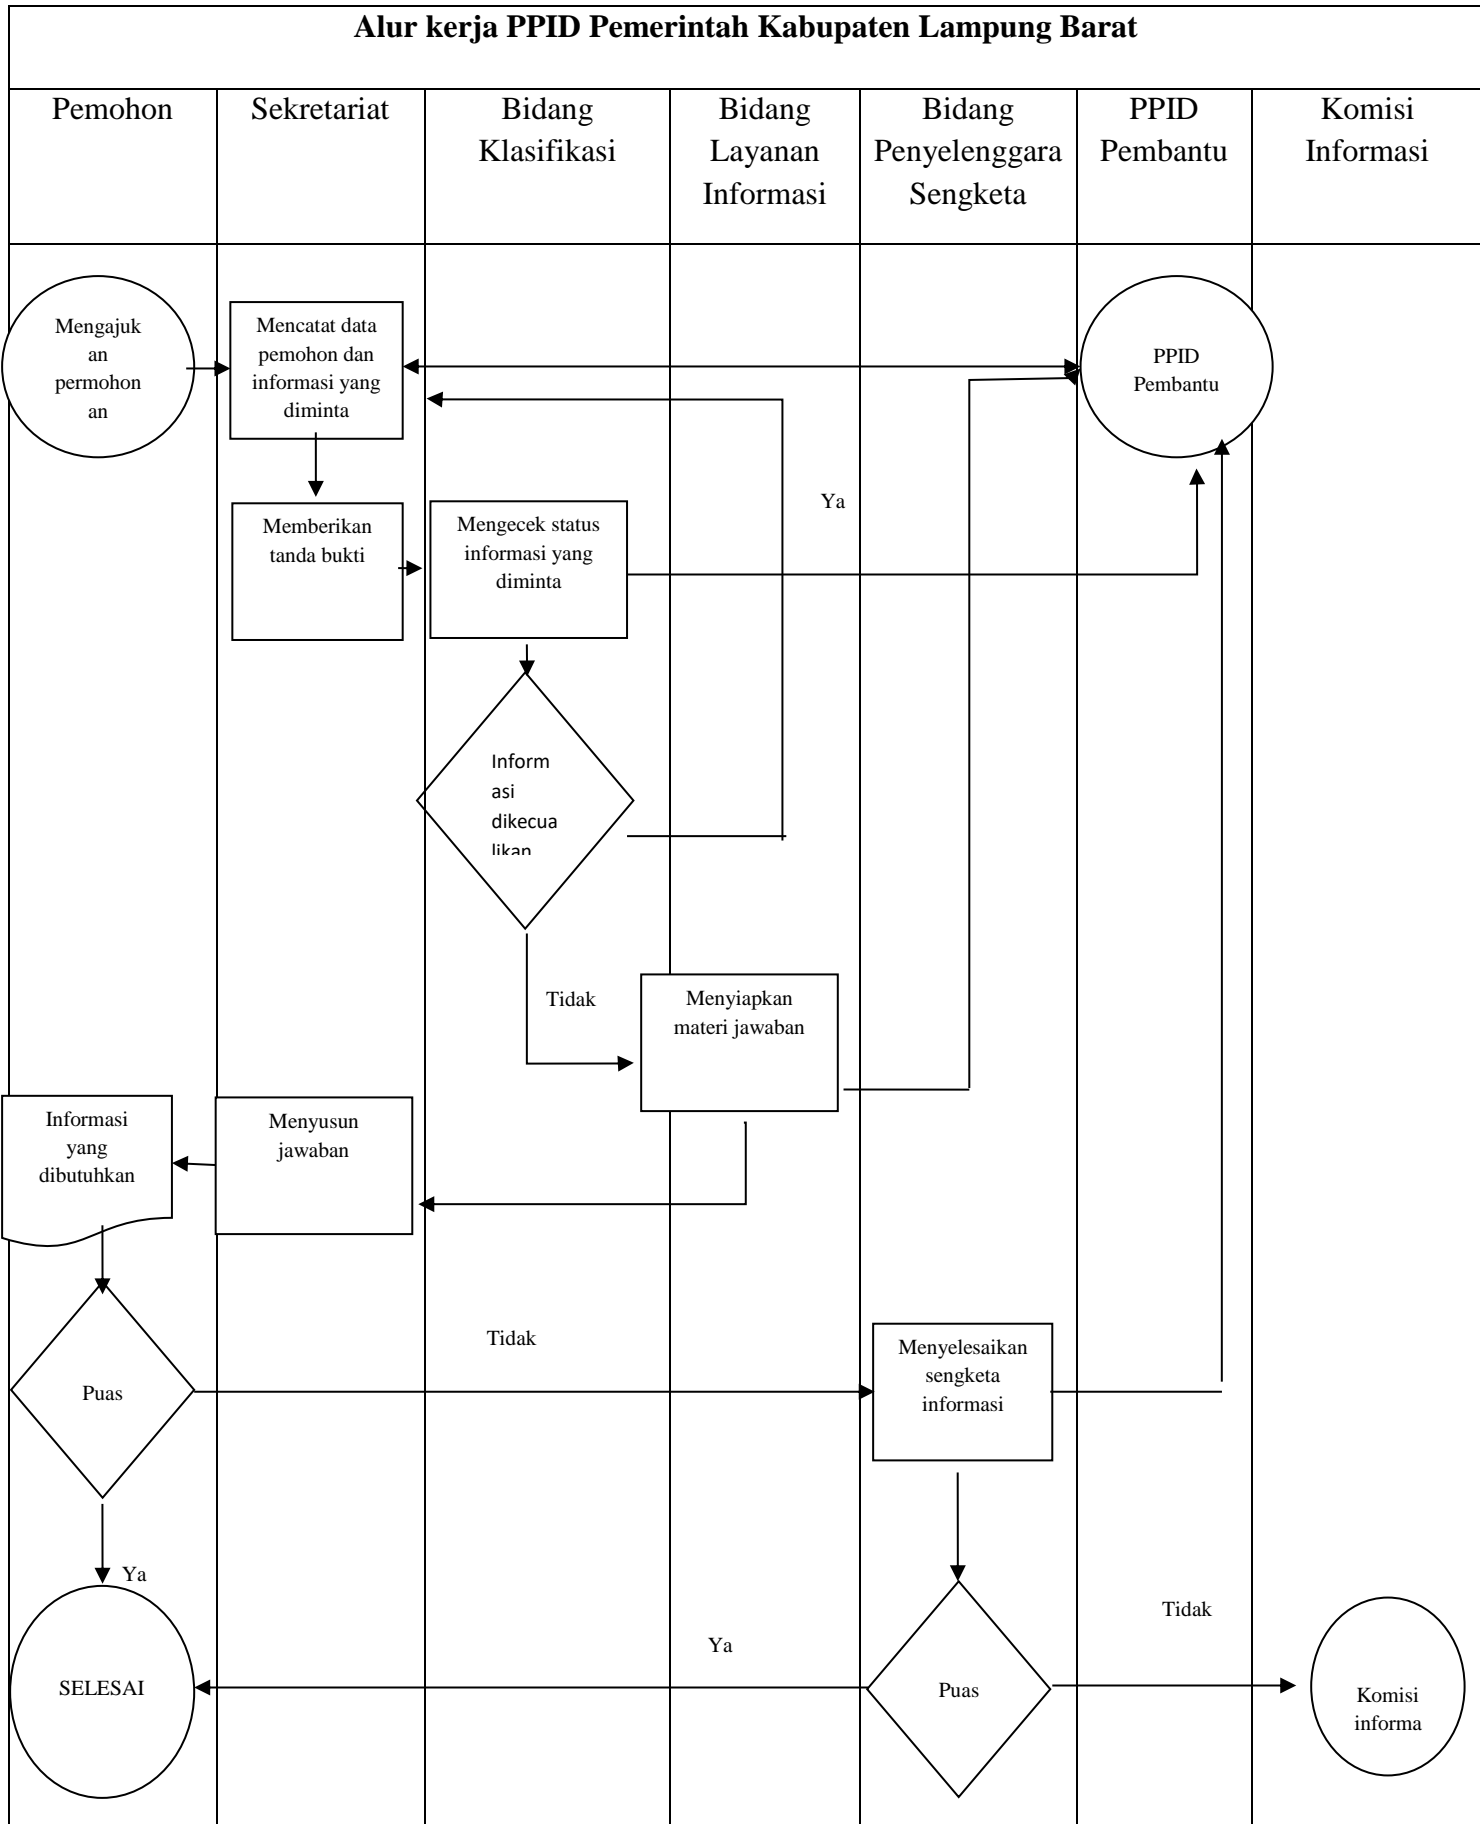 Alur kerja PPID Pemerintah Kabupaten Lampung Barat
Pemohon
Sekretariat
Bidang
Klasifikasi
Bidang
Layanan
Informasi
Bidang
Penyelenggara
Sengketa
PPID
Pembantu
Komisi
Informasi
Mengajuk
an
permohon
an
Mencatat data
pemohon dan
informasi yang
diminta
PPID
Pembantu
Memberikan
tanda bukti
Mengecek status
informasi yang
diminta
Ya
Inform
asi
dikecua
likan
Tidak
Menyiapkan
materi jawaban
Informasi
yang
dibutuhkan
Menyusun
jawaban
Puas
Tidak
Menyelesaikan
sengketa
informasi
Ya
SELESAI
Ya
Puas
Tidak
Komisi
informa